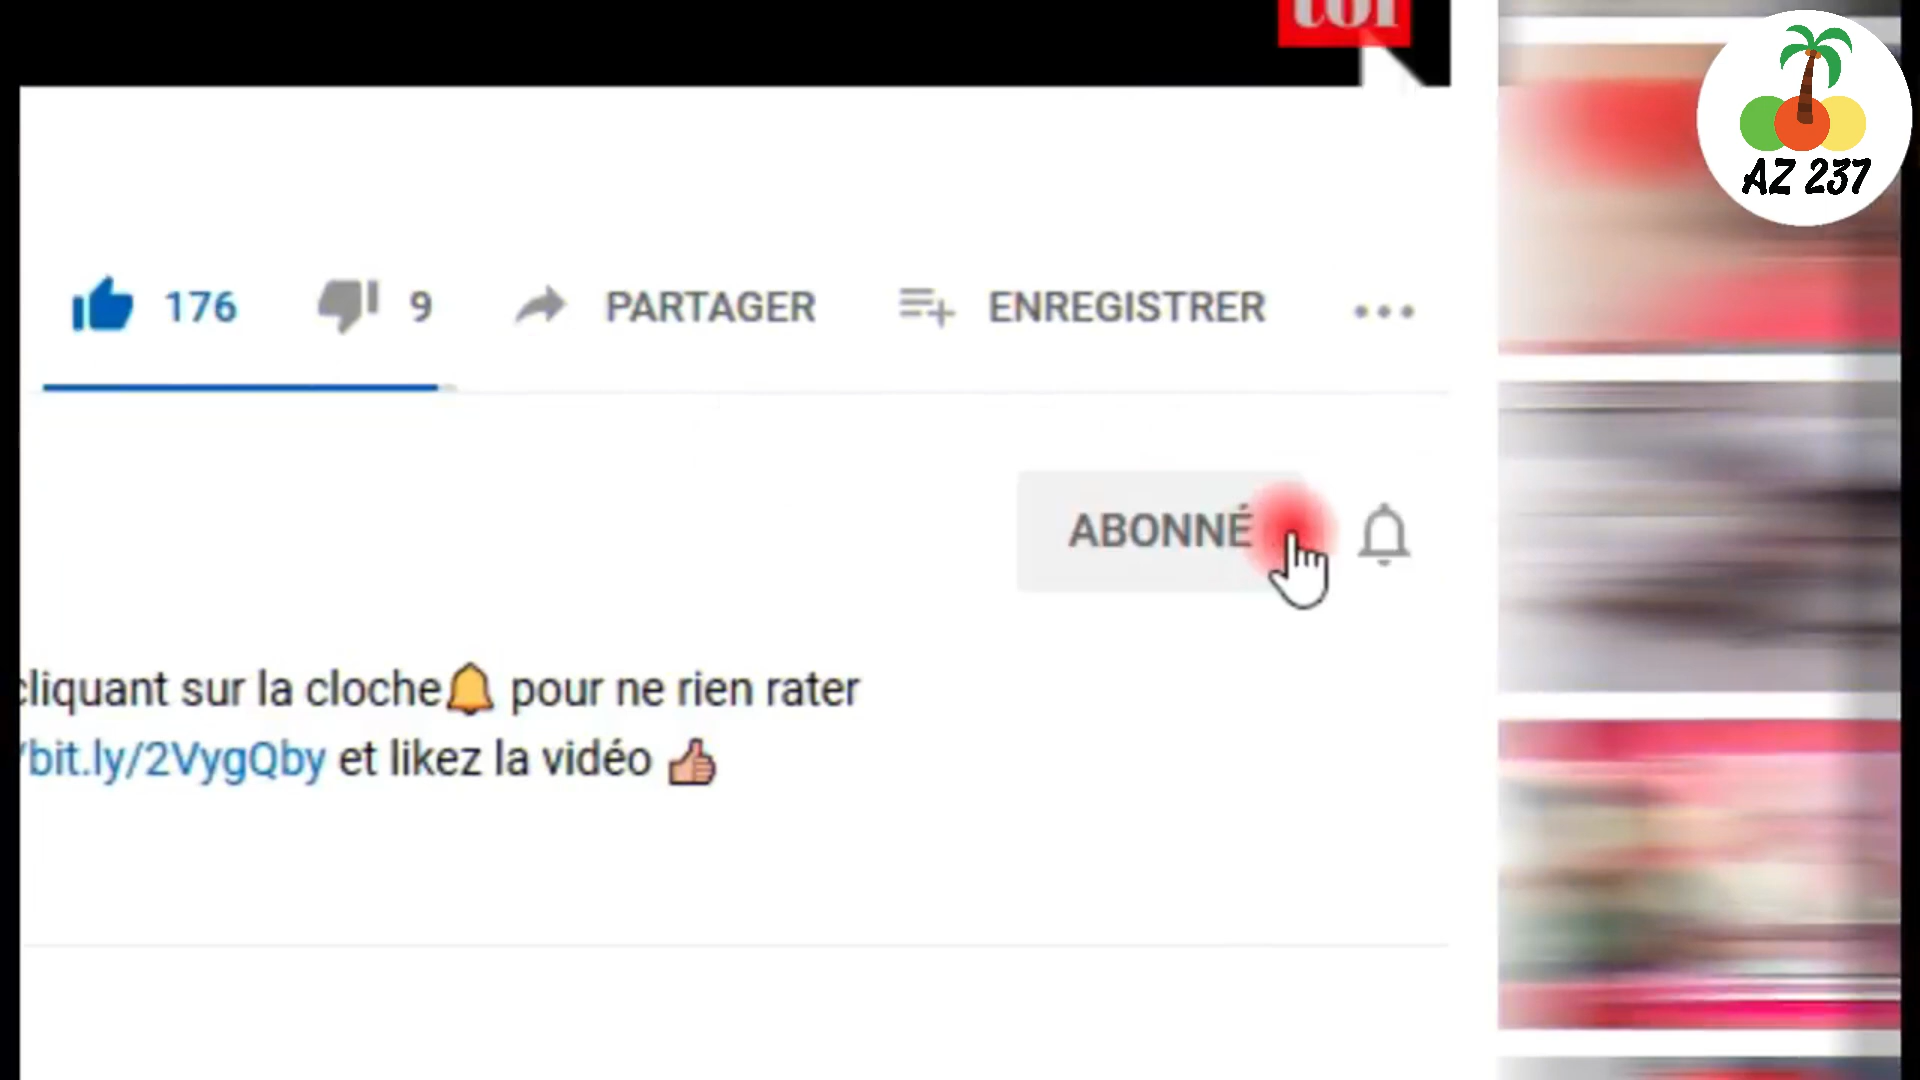 toi
AZ 237
176
9
PARTAGER
ENREGISTRER
ABONNÉ
cliquant sur la cloche🔔 pour ne rien rater
/bit.ly/2VygQby et likez la vidéo 👍